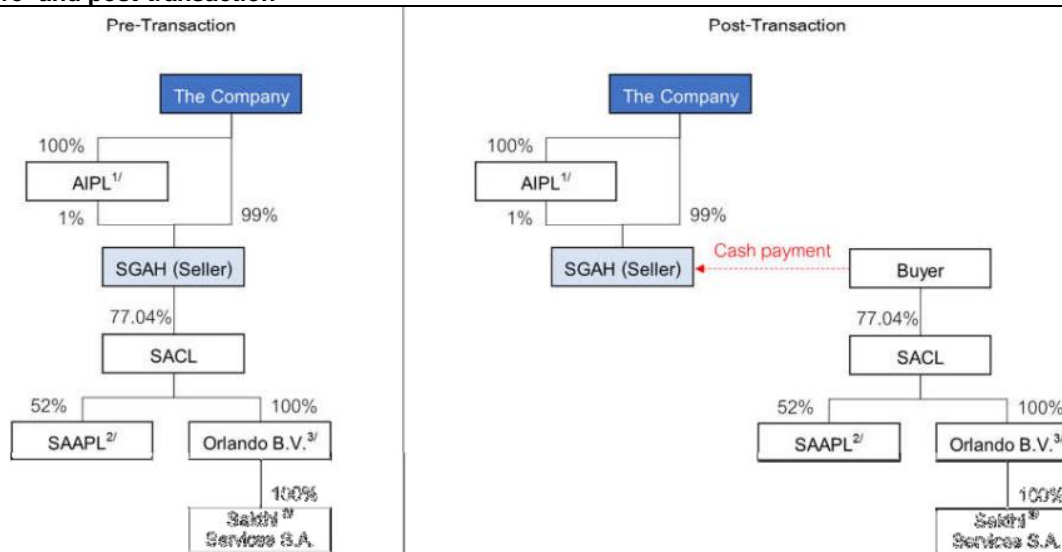 Pre-Transaction
The Company
100%
AIPL1/
1%
99%
SGAH (Seller)
77.04%
SACL
52%
100%
SAAPL2/
Orlando B.V.3/
100%
Services S.A.
Post-Transaction
The Company
100%
AIPL1/
1%
99%
SGAH (Seller)
Cash payment
Buyer
77.04%
SACL
52%
100%
SAAPL2/
Orlando B.V.3/
100%
Services S.A.